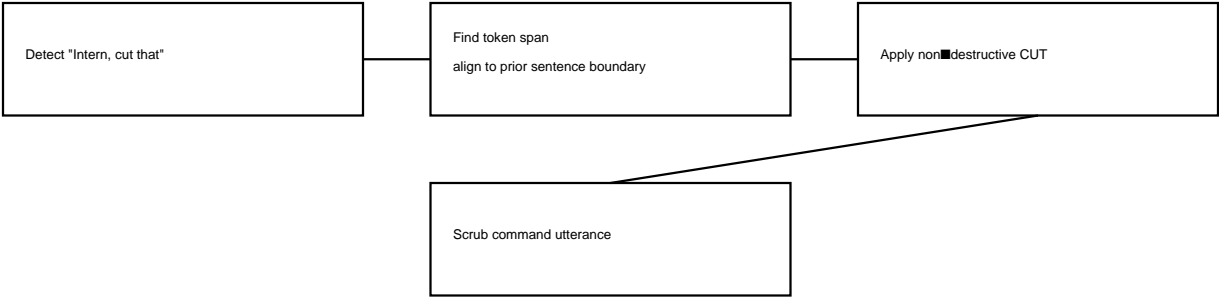 Detect "Intern, cut that"
Find token span
align to prior sentence boundary
Apply non■destructive CUT
Scrub command utterance